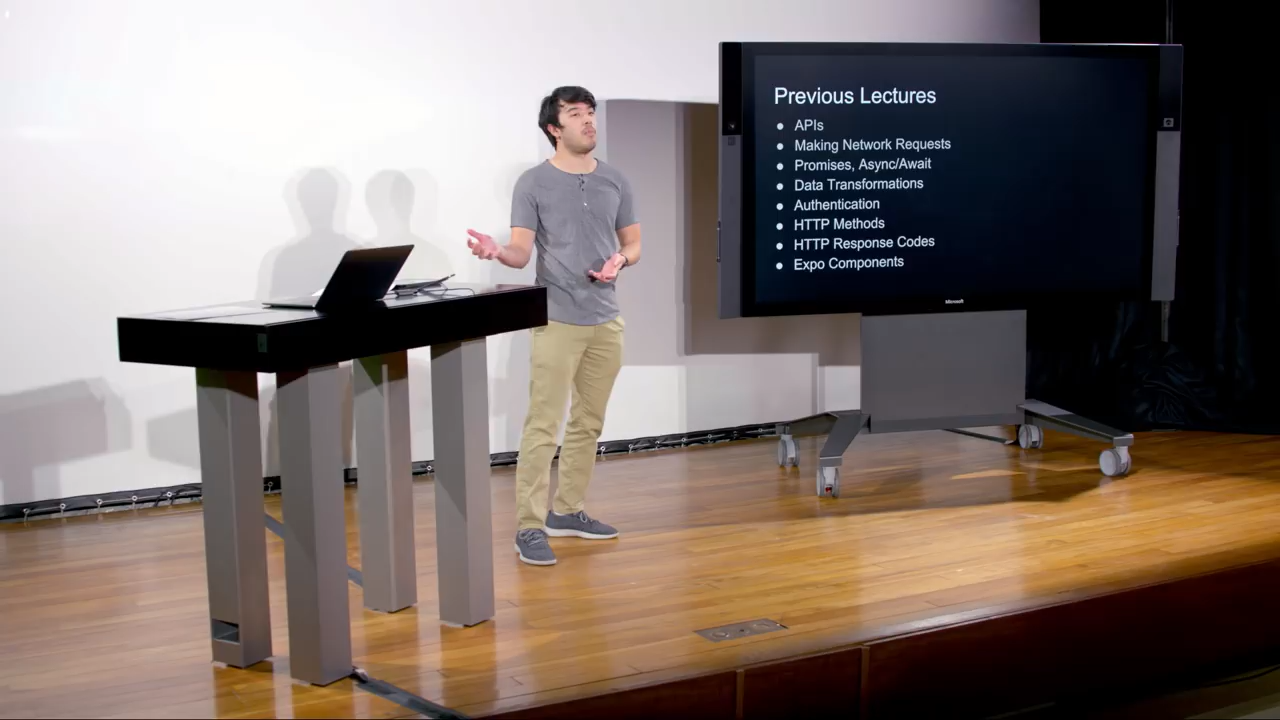 Previous Lectures
● APIs
● Making Network Requests
● Promises, Async/Await
● Data Transformations
● Authentication
● HTTP Methods
● HTTP Response Codes
● Expo Components
Microsoft